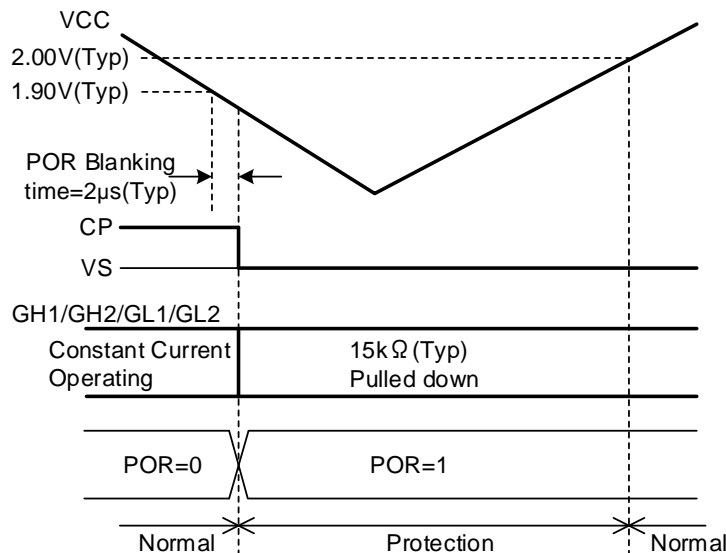 VCC
2.00V(Typ)
1.90V(Typ)
POR Blanking
time=2µs(Typ)
CP
VS
GH1/GH2/GL1/GL2
Constant Current
Operating
15kΩ(Typ)
Pulled down
POR=0
POR=1
Normal
Protection
Normal